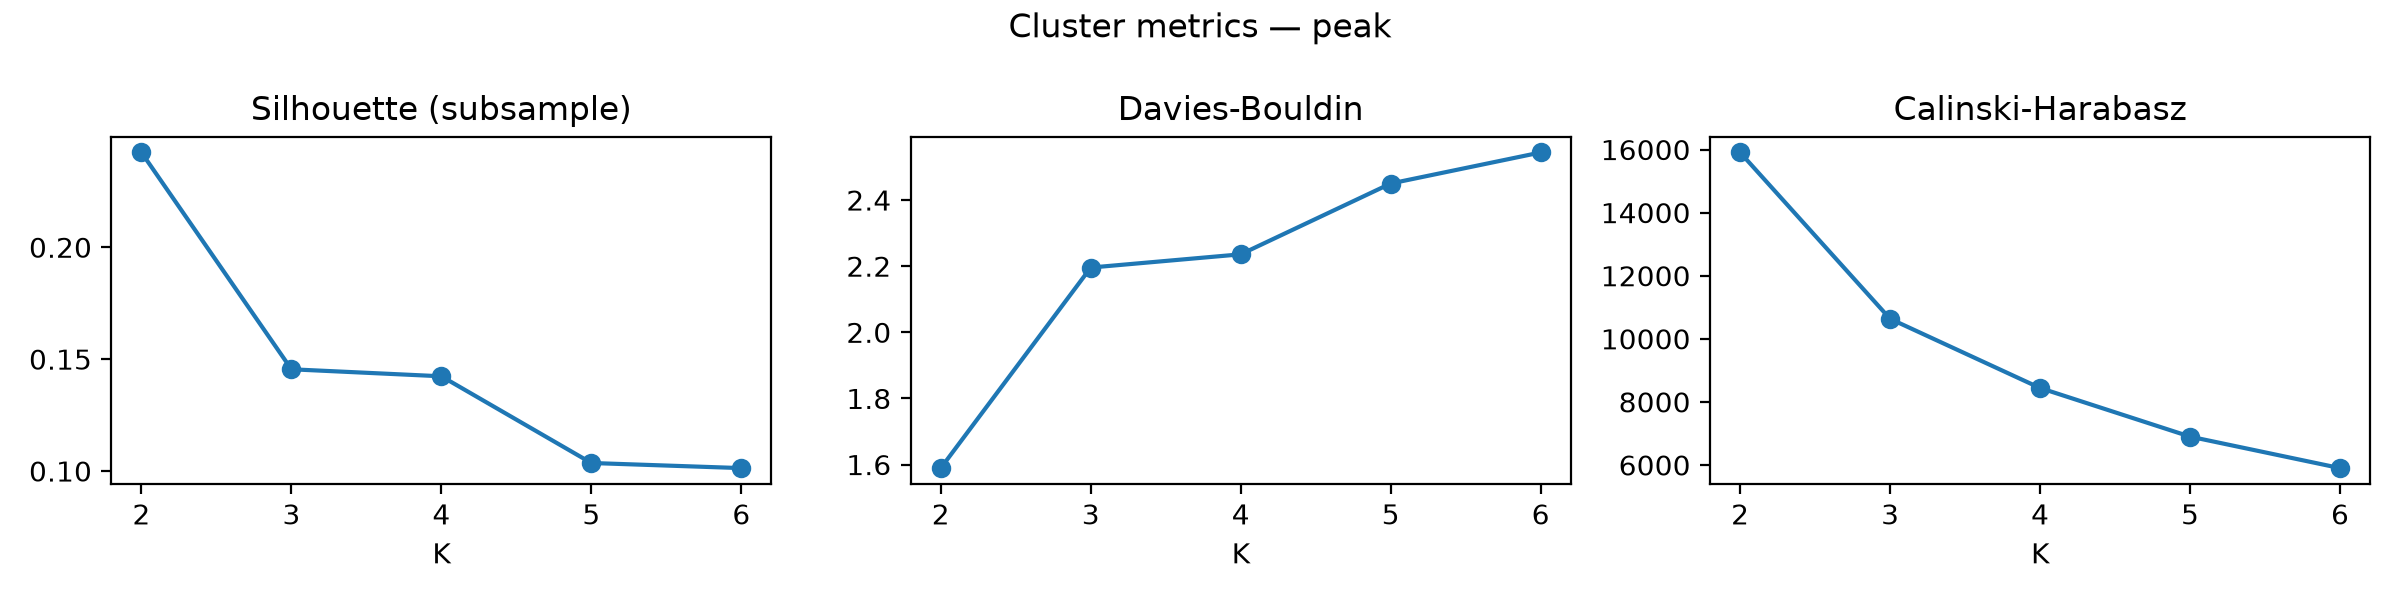 Cluster metrics — peak
Silhouette (subsample)
0.20
0.15
0.10
2 3 4 5 6
K
Davies-Bouldin
2.4
2.2
2.0
1.8
1.6
2 3 4 5 6
K
Calinski-Harabasz
16000
14000
12000
10000
8000
6000
2 3 4 5 6
K